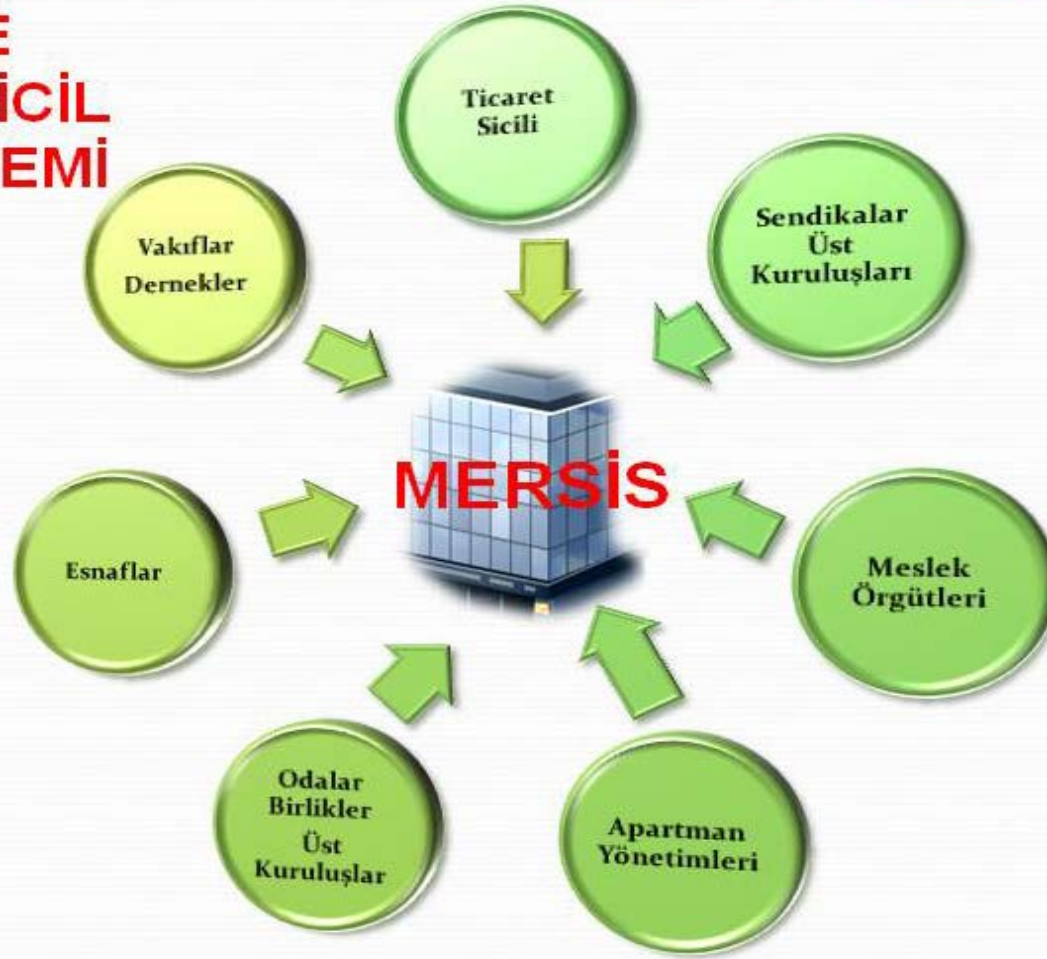 E
İCİL
EMİ
Ticaret
Sicili
Vakıflar
Dernekler
Sendikalar
Üst
Kuruluşları
MERSİS
Esnaflar
Meslek
Örgütleri
Odalar
Birlikler
Üst
Kuruluşlar
Apartman
Yönetimleri